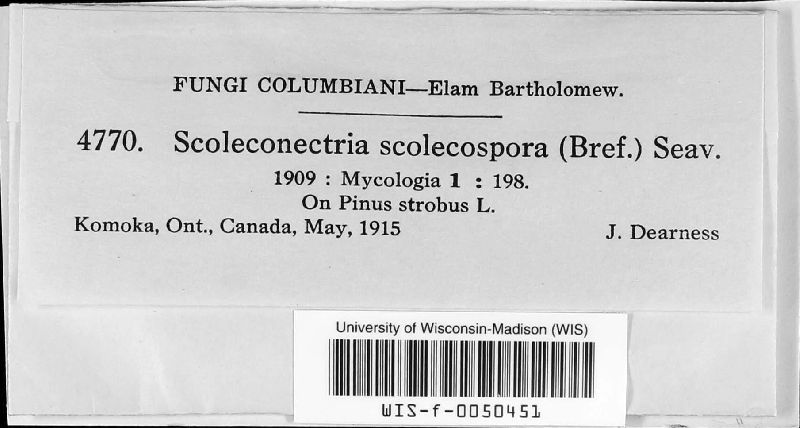 FUNGI COLUMBIANI—Elam Bartholomew.
4770. Scoleconectria scolecospora (Bref.) Seav.
1909 : Mycologia 1 : 198.
On Pinus strobus L.
Komoka, Ont., Canada, May, 1915 J. Dearness
University of Wisconsin-Madison (WIS)
WIS-f-0050451